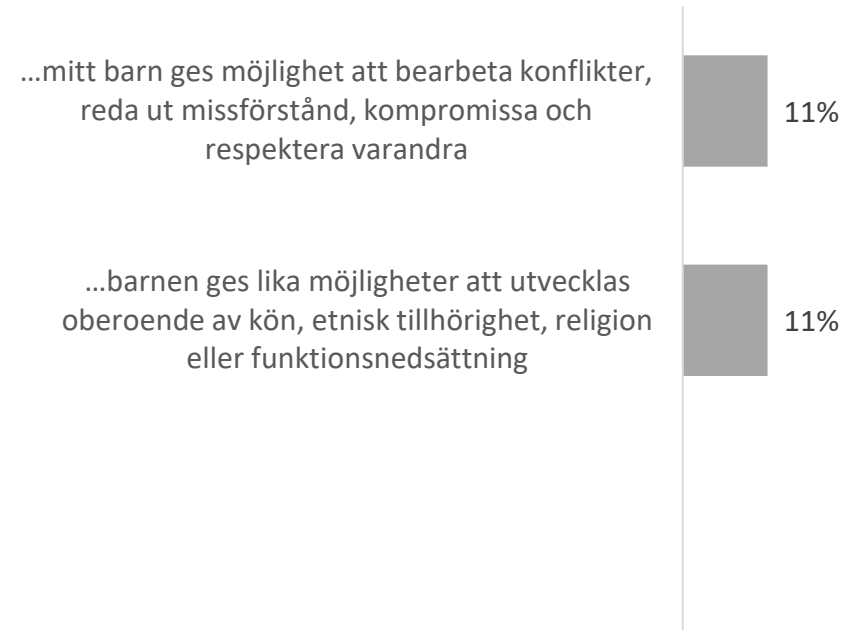 …mitt barn ges möjlighet att bearbeta konflikter,
reda ut missförstånd, kompromissa och
respektera varandra
11%
…barnen ges lika möjligheter att utvecklas
oberoende av kön, etnisk tillhörighet, religion
eller funktionsnedsättning
11%